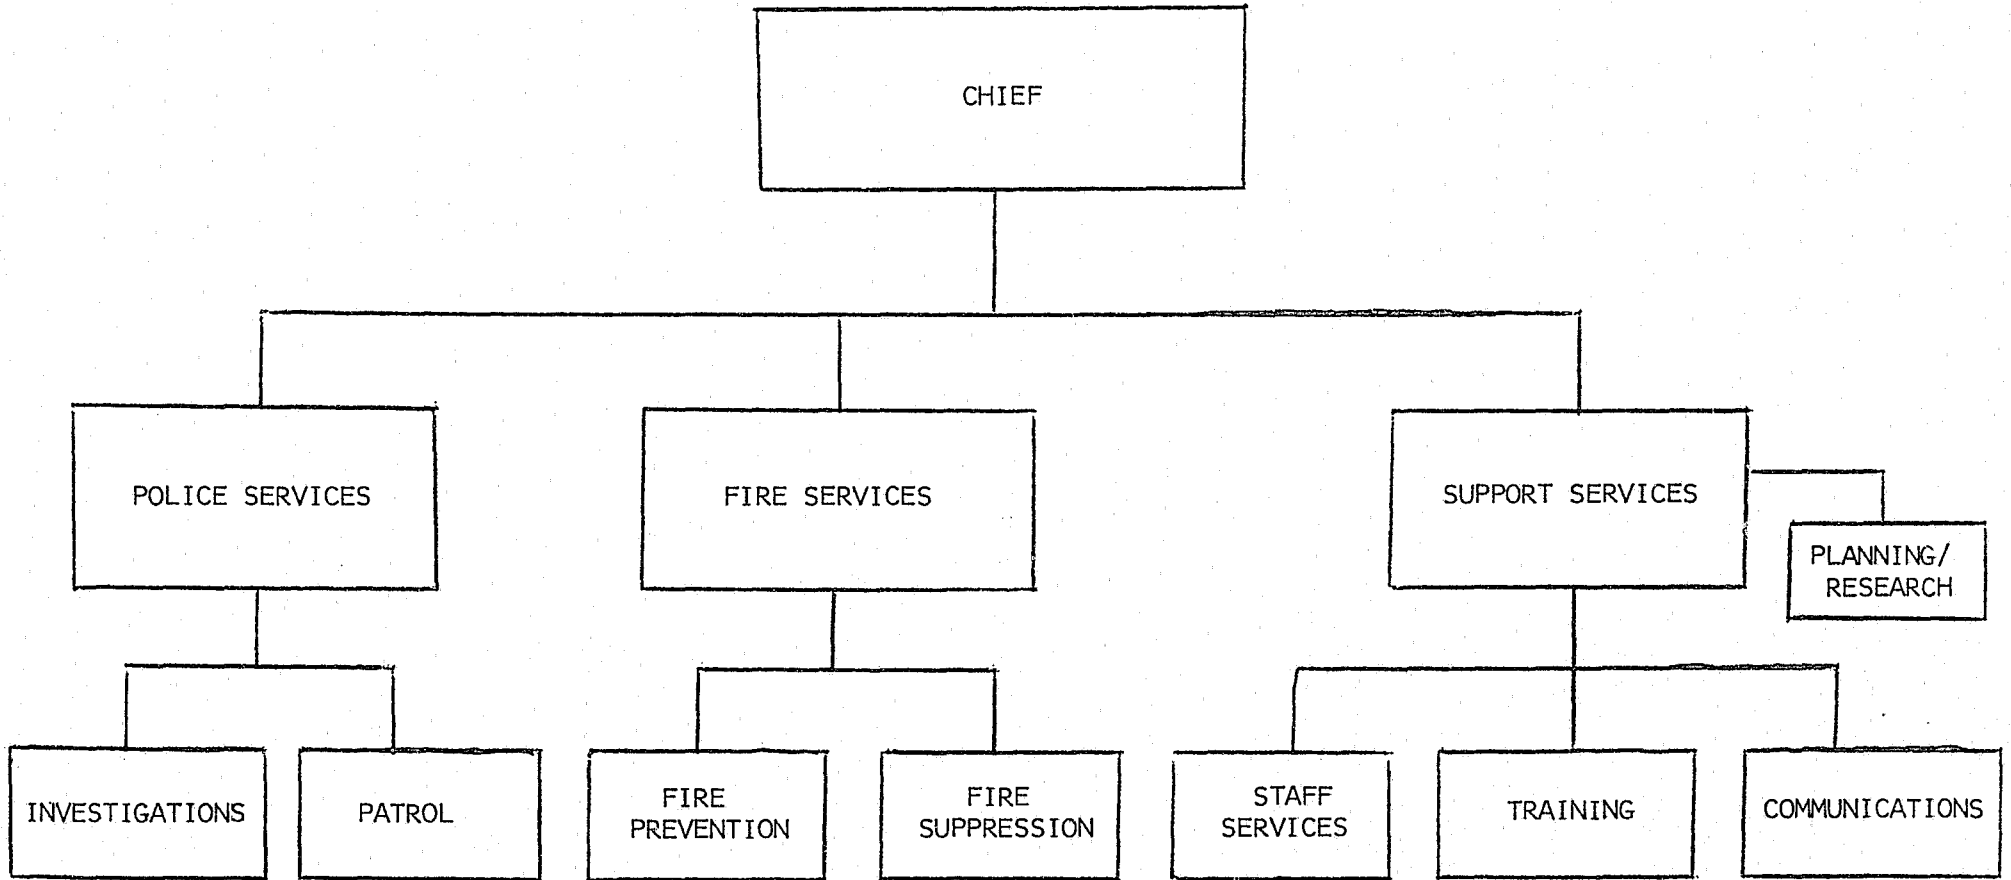 CHIEF
POLICE SERVICES
FIRE SERVICES
SUPPORT SERVICES
PLANNING/
RESEARCH
INVESTIGATIONS
PATROL
FIRE
PREVENTION
FIRE
SUPPRESSION
STAFF
SERVICES
TRAINING
COMMUNICATIONS